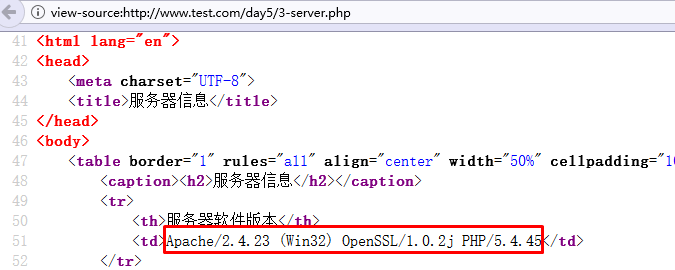 view-source:http://www.test.com/day5/3-server.php
41 <html lang="en">
42 <head>
43 <meta charset="UTF-8">
44 <title>服务器信息</title>
45 </head>
46 <body>
47 <table border="1" rules="all" align="center" width="50%" cellpadding="10
48 <caption><h2>服务器信息</h2></caption>
49 <tr>
50 <th>服务器软件版本</th>
51 <td>Apache/2.4.23 (Win32) OpenSSL/1.0.2j PHP/5.4.45</td>
52 </tr>